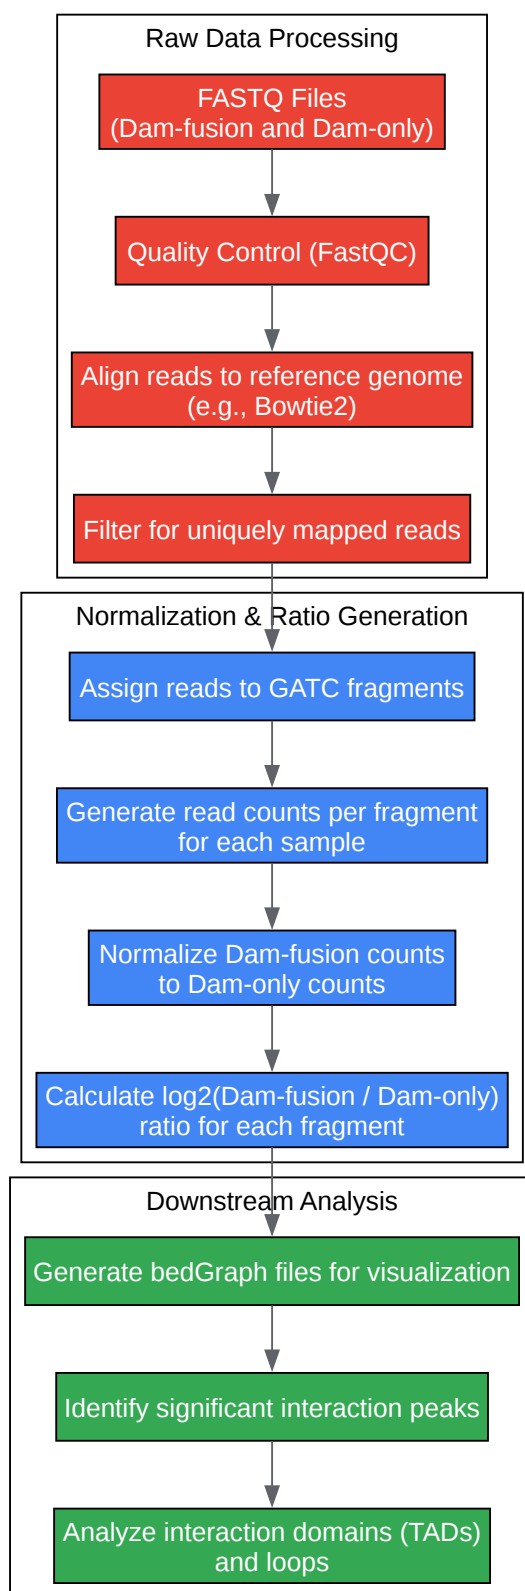 Raw Data Processing
FASTQ Files
(Dam-fusion and Dam-only)
Quality Control (FastQC)
Align reads to reference genome
(e.g., Bowtie2)
Filter for uniquely mapped reads
Normalization & Ratio Generation
Assign reads to GATC fragments
Generate read counts per fragment
for each sample
Normalize Dam-fusion counts
to Dam-only counts
Calculate log2(Dam-fusion / Dam-only)
ratio for each fragment
Downstream Analysis
Generate bedGraph files for visualization
Identify significant interaction peaks
Analyze interaction domains (TADs)
and loops